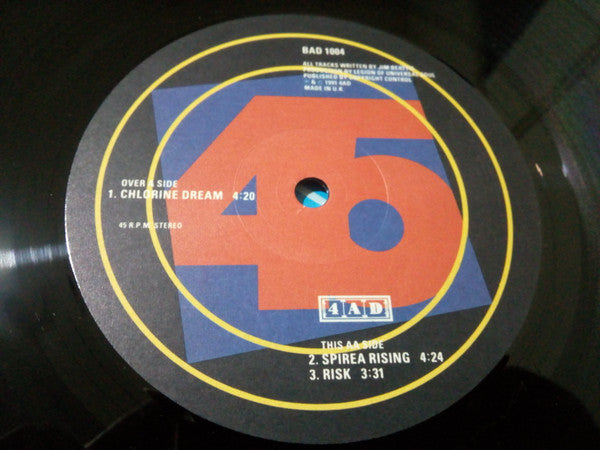 BAD 1004
ALL TRACKS WRITTEN BY JIM BEATTIE
PRODUCTION BY LEGION OF UNIVERSAL SOUL
PUBLISHED BY COPYRIGHT CONTROL
℗ & © 1991 4AD
MADE IN U.K.
45
OVER A SIDE
1. CHLORINE DREAM 4:20
45 R.P.M. STEREO
4AD
THIS AA SIDE
2. SPIREA RISING 4:24
3. RISK 3:31